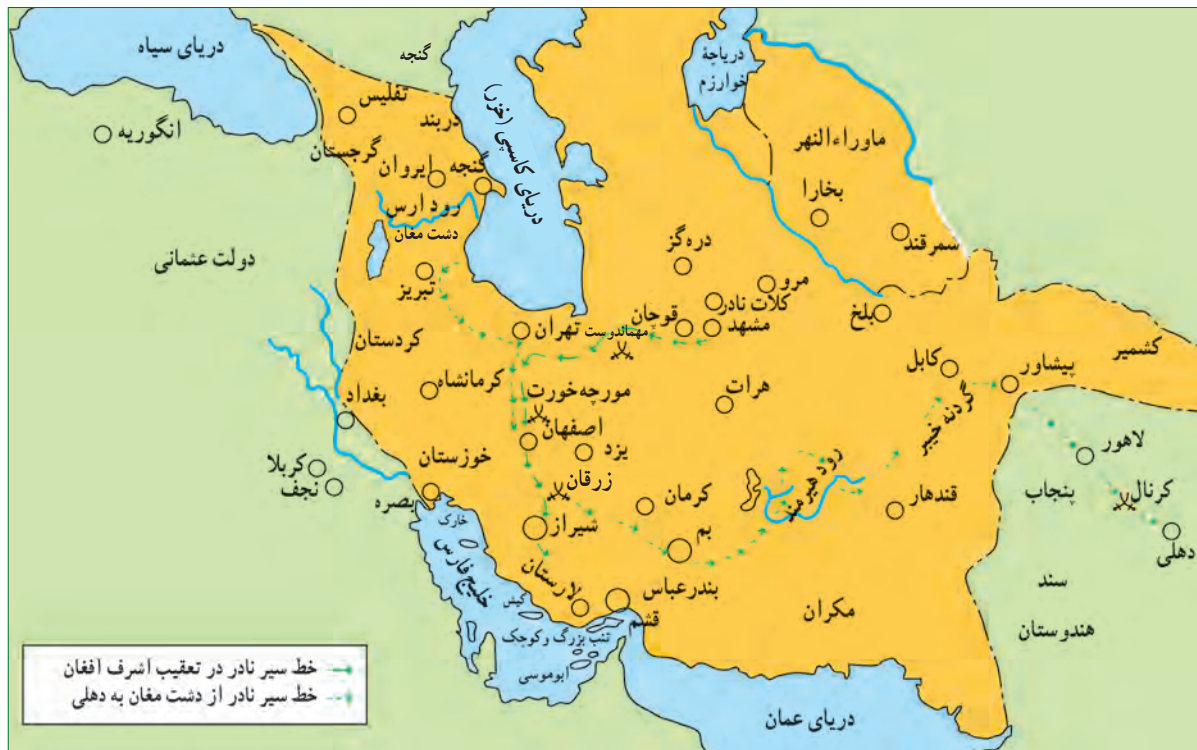 گنجه
دریای سیاه
دریاچهٔ
خوارزم
تفلیس
دربند
انگوریه
گرجستان
ایروان
گنجه
دریای کاسپی (خزر)
ماوراءالنهر
بخارا
سمرقند
رود ارس
دشت مغان
دولت عثمانی
تبریز
دره‌گز
مرو
کلات نادر
قوچان
مشهد
بلخ
مهماندوست
تهران
کردستان
کشمیر
پیشاور
کابل
گردنه خیبر
کرمانشاه
مورچه‌خورت
هرات
بغداد
اصفهان
یزد
لاهور
کربلا
نجف
خوزستان
زرقان
رود هیرمند
کرنال
پنجاب
قندهار
کرمان
بصره
خارک
شیراز
بم
دهلی
خلیج فارس
لارستان
بندرعباس
مکران
سند
هندوستان
کیش
قشم
تنب بزرگ و کوچک
ابوموسی
دریای عمان
خط سیر نادر در تعقیب اشرف افغان
خط سیر نادر از دشت مغان به دهلی